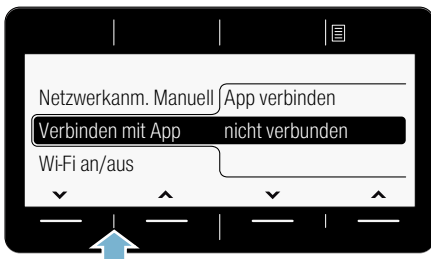 Netzwerkanm. Manuell App verbinden
Verbinden mit App nicht verbunden
Wi-Fi an/aus